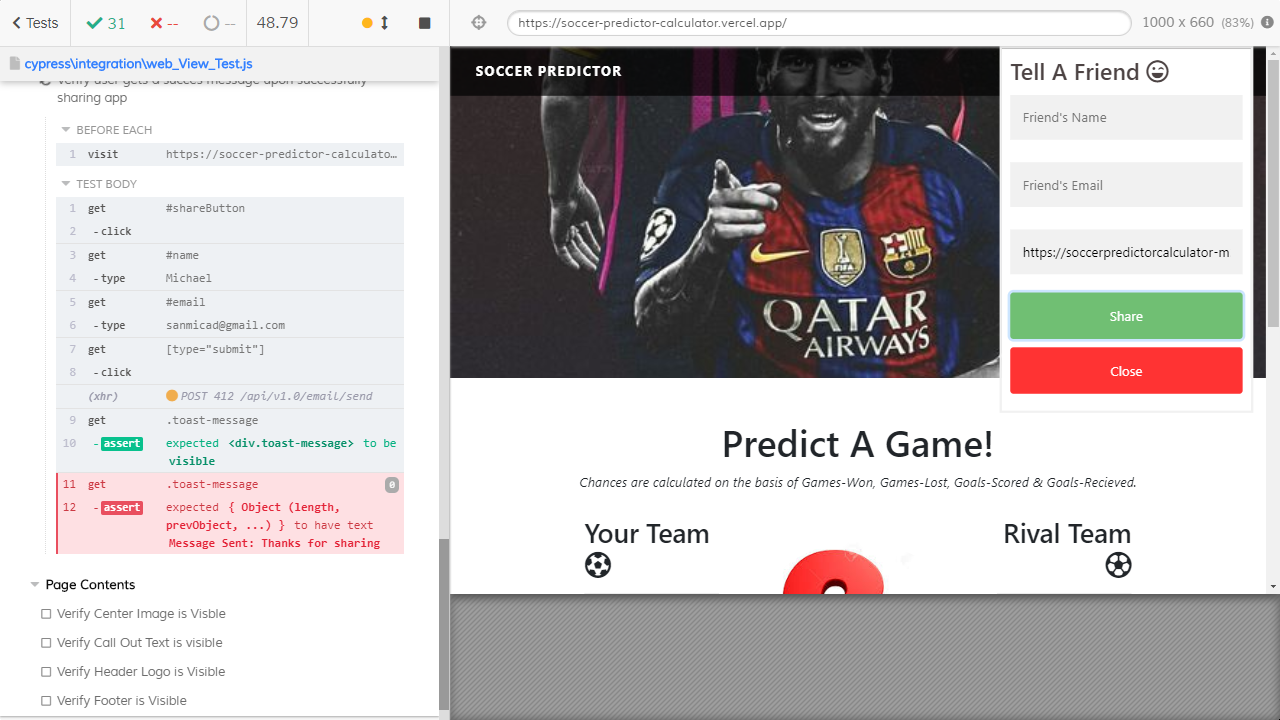 Tests
31
--
--
48.79
https://soccer-predictor-calculator.vercel.app/
1000 x 660 (83%)
cypress\integration\web_View_Test.js
Verify user gets a succes message upon successfully
sharing app
BEFORE EACH
1 visit https://soccer-predictor-calculato…
TEST BODY
1 get #shareButton
2 - click
3 get #name
4 - type Michael
5 get #email
6 - type sanmicad@gmail.com
7 get [type="submit"]
8 - click
(xhr) POST 412 /api/v1.0/email/send
9 get .toast-message
10 - assert expected <div.toast-message> to be
visible
11 get .toast-message 0
12 - assert expected { Object (length,
prevObject, ...) } to have text
Message Sent: Thanks for sharing
Page Contents
Verify Center Image is Visble
Verify Call Out Text is visible
Verify Header Logo is Visible
Verify Footer is Visible
SOCCER PREDICTOR
Tell A Friend
Friend's Name
Friend's Email
https://soccerpredictorcalculator-m
Share
Close
FIFA
FCB
QATAR
AIRWAYS
Predict A Game!
Chances are calculated on the basis of Games-Won, Games-Lost, Goals-Scored & Goals-Recieved.
Your Team
Rival Team